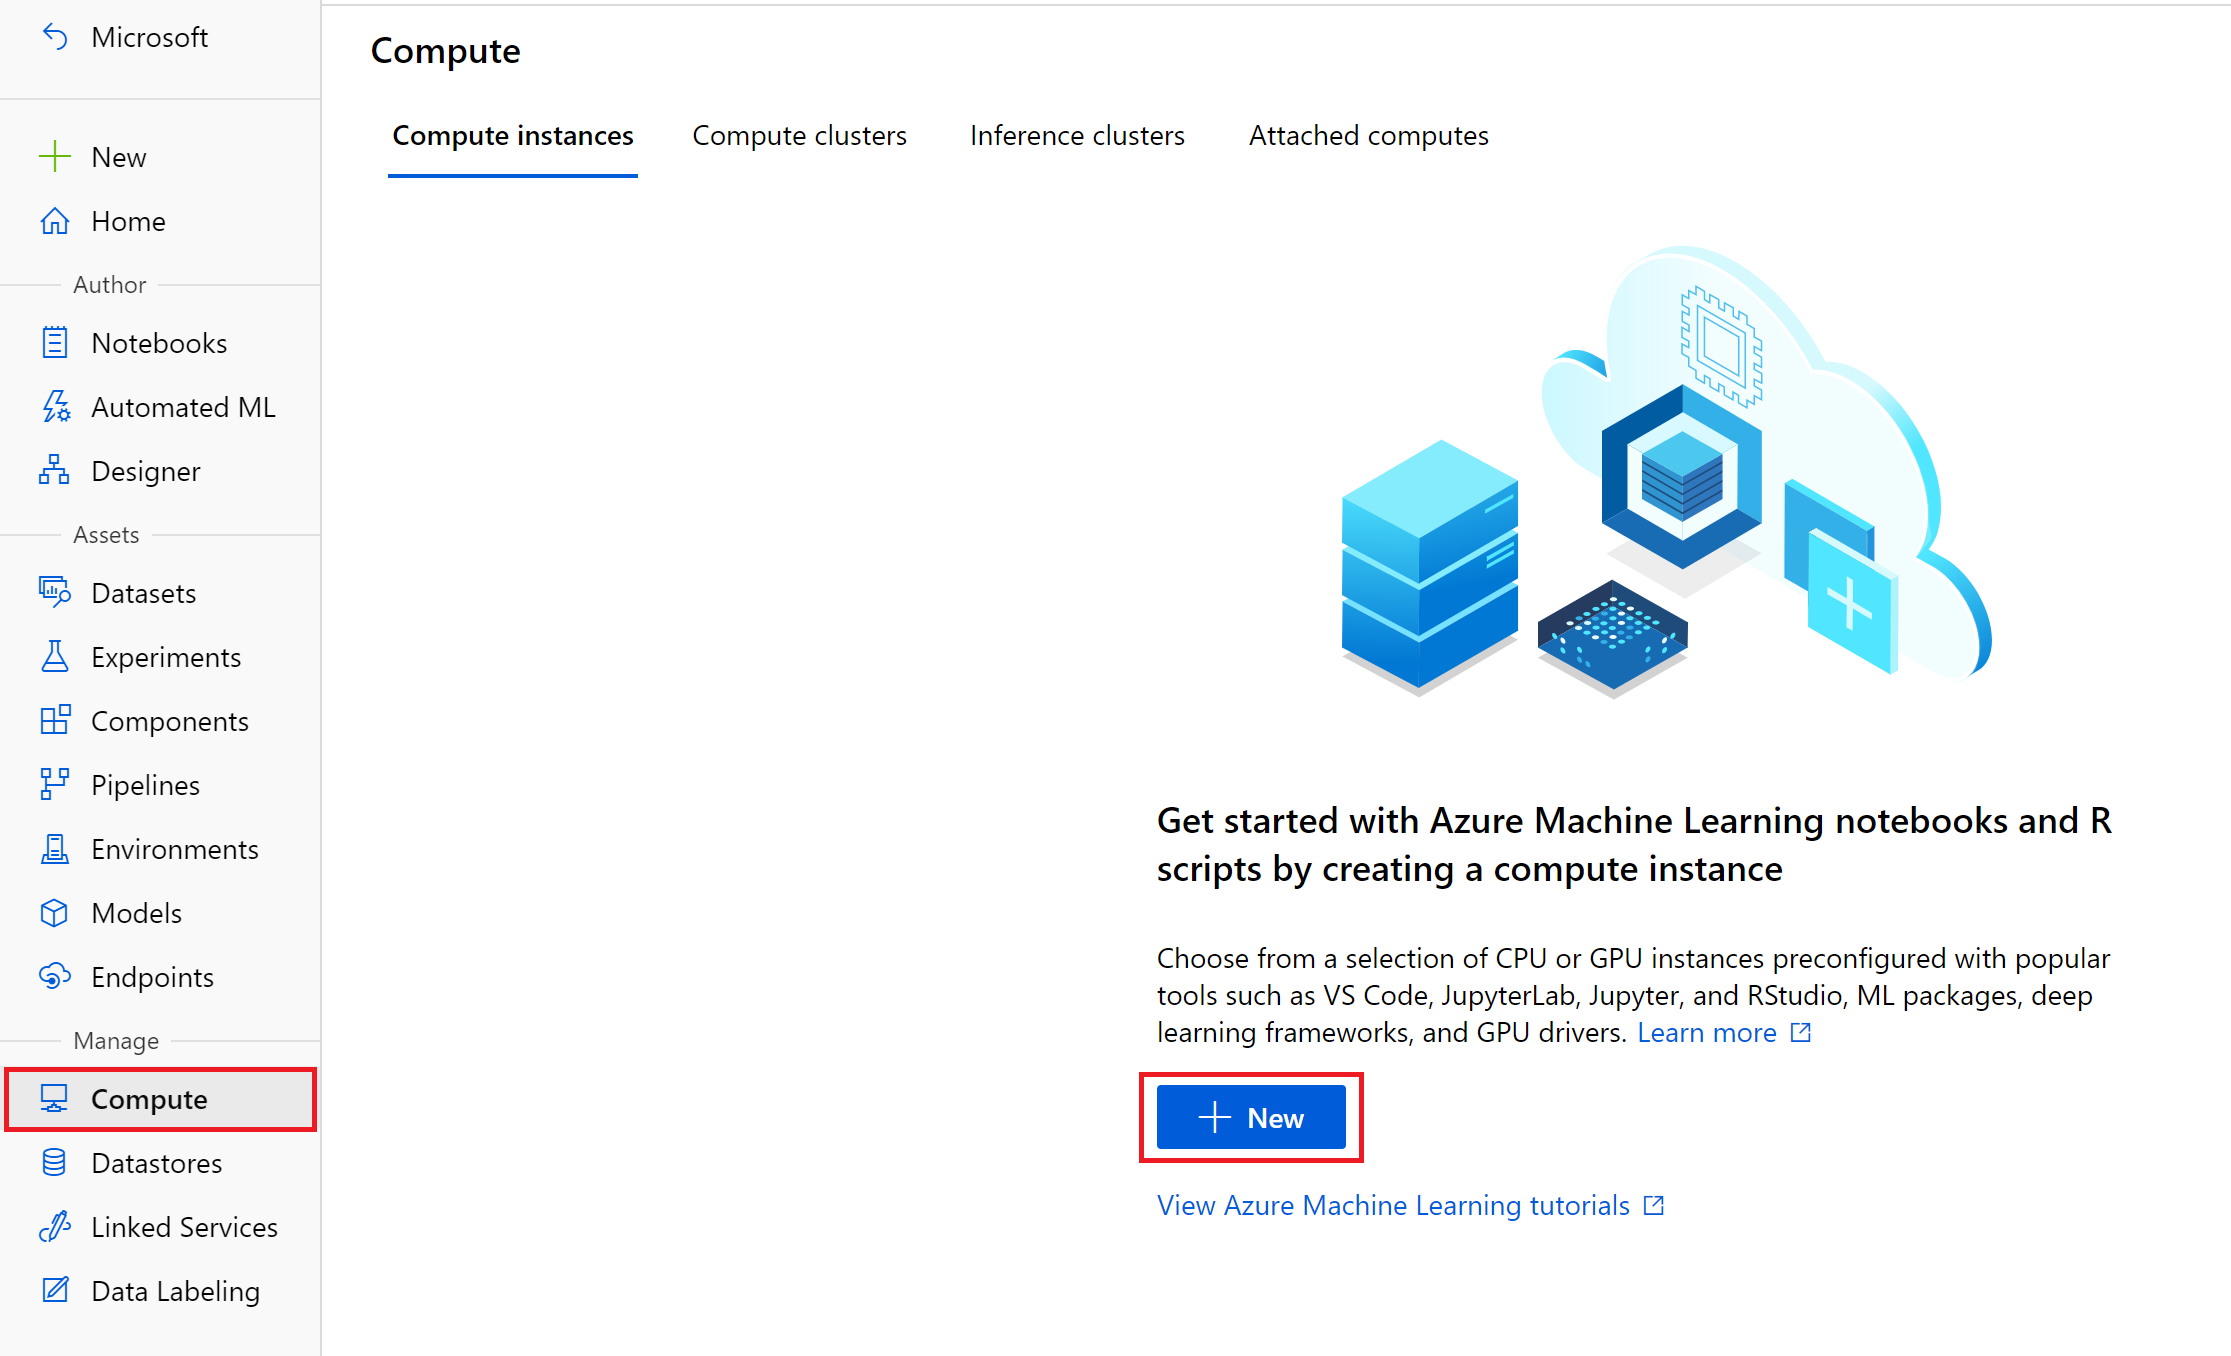 Microsoft
New
Home
Author
Notebooks
Automated ML
Designer
Assets
Datasets
Experiments
Components
Pipelines
Environments
Models
Endpoints
Manage
Compute
Datastores
Linked Services
Data Labeling
Compute
Compute instances Compute clusters Inference clusters Attached computes
Get started with Azure Machine Learning notebooks and R
scripts by creating a compute instance
Choose from a selection of CPU or GPU instances preconfigured with popular
tools such as VS Code, JupyterLab, Jupyter, and RStudio, ML packages, deep
learning frameworks, and GPU drivers. Learn more
New
View Azure Machine Learning tutorials